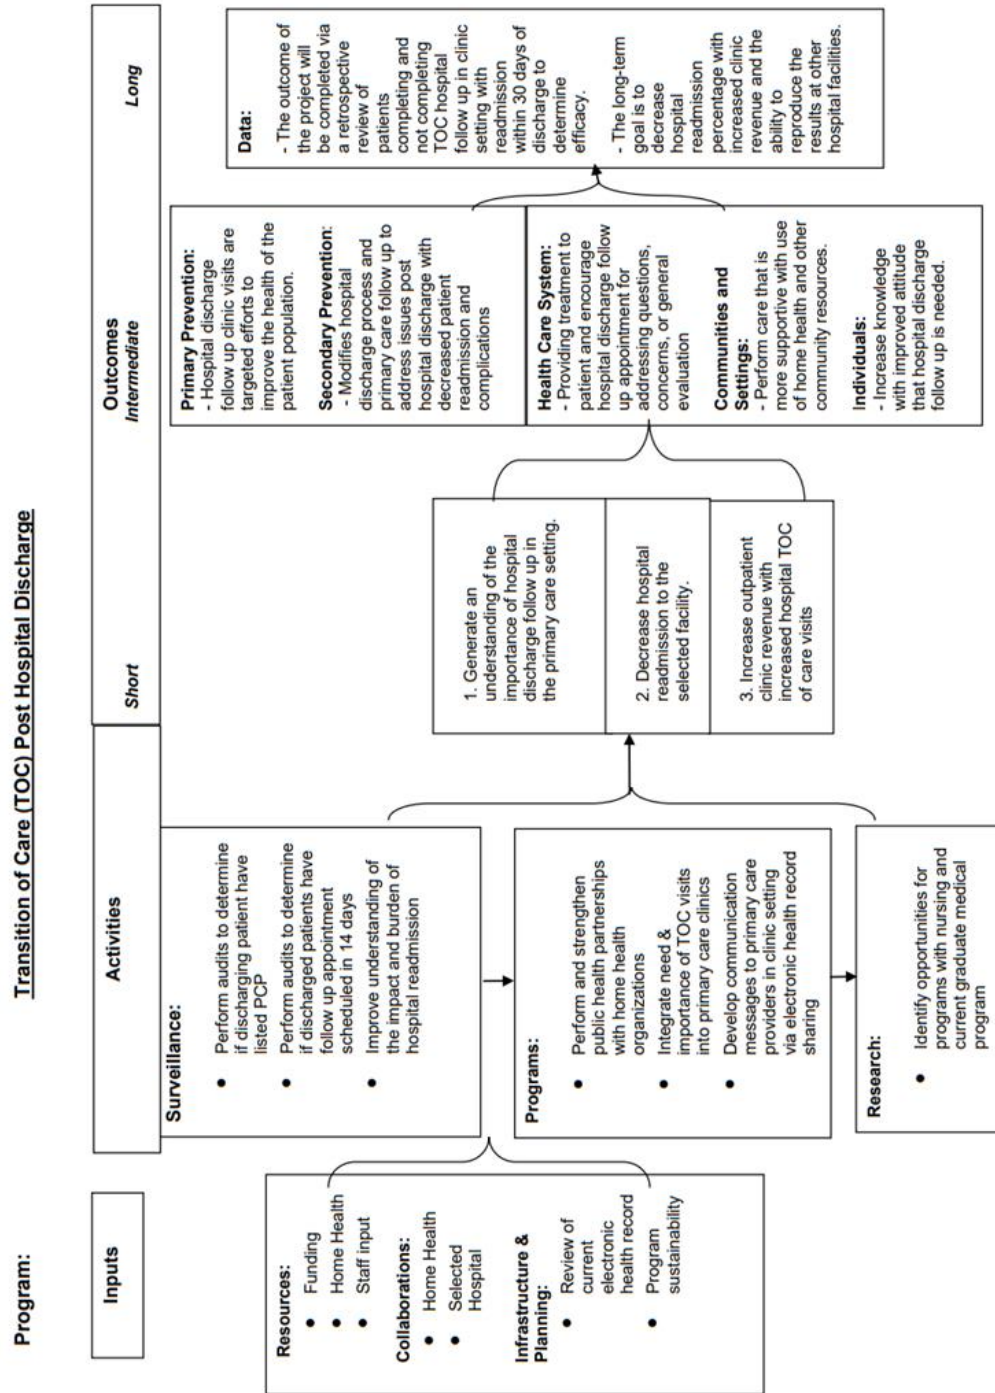 Transition of Care (TOC) Post Hospital Discharge
Program:
Inputs
Activities
Outcomes
Short
Intermediate
Long
Resources:
● Funding
● Home Health
● Staff input
Collaborations:
● Home Health
● Selected
Hospital
Infrastructure &
Planning:
● Review of
current
electronic
health record
● Program
sustainability
Surveillance:
● Perform audits to determine
if discharging patient have
listed PCP
● Perform audits to determine
if discharged patients have
follow up appointment
scheduled in 14 days
● Improve understanding of
the impact and burden of
hospital readmission
Programs:
● Perform and strengthen
public health partnerships
with home health
organizations
● Integrate need &
importance of TOC visits
into primary care clinics
● Develop communication
messages to primary care
providers in clinic setting
via electronic health record
sharing
Research:
● Identify opportunities for
programs with nursing and
current graduate medical
program
1. Generate an
understanding of the
importance of hospital
discharge follow up in
the primary care setting.
2. Decrease hospital
readmission to the
selected facility.
3. Increase outpatient
clinic revenue with
increased hospital TOC
of care visits
Primary Prevention:
- Hospital discharge
follow up clinic visits are
targeted efforts to
improve the health of the
patient population.
Secondary Prevention:
- Modifies hospital
discharge process and
primary care follow up to
address issues post
hospital discharge with
decreased patient
readmission and
complications
Health Care System:
- Providing treatment to
patient and encourage
hospital discharge follow
up appointment for
addressing questions,
concerns, or general
evaluation
Communities and
Settings:
- Perform care that is
more supportive with use
of home health and other
community resources.
Individuals:
- Increase knowledge
with improved attitude
that hospital discharge
follow up is needed.
Data:
- The outcome of
the project will
be completed via
a retrospective
review of
patients
completing and
not completing
TOC hospital
follow up in clinic
setting with
readmission
within 30 days of
discharge to
determine
efficacy.
- The long-term
goal is to
decrease
hospital
readmission
percentage with
increased clinic
revenue and the
ability to
reproduce the
results at other
hospital facilities.